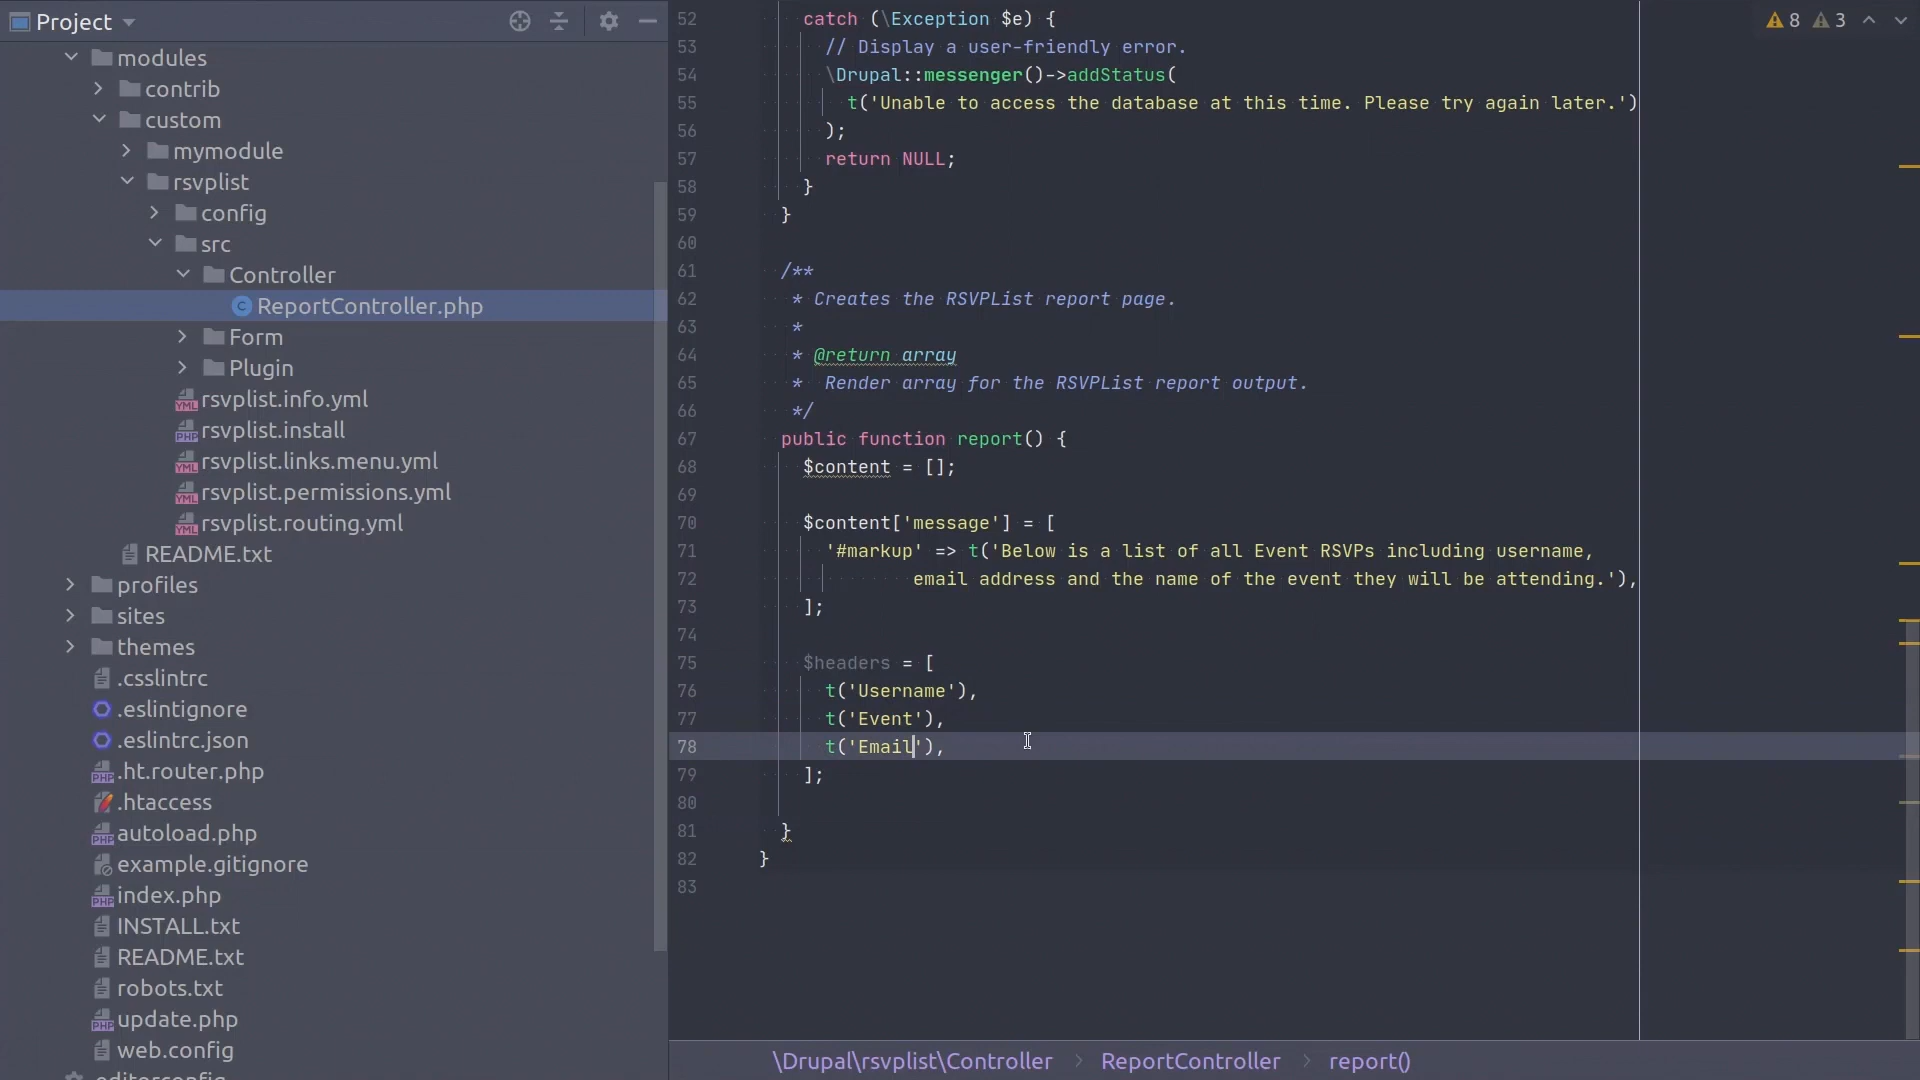 Project
modules
contrib
custom
mymodule
rsvplist
config
src
Controller
ReportController.php
Form
Plugin
rsvplist.info.yml
rsvplist.install
rsvplist.links.menu.yml
rsvplist.permissions.yml
rsvplist.routing.yml
README.txt
profiles
sites
themes
.csslintrc
.eslintignore
.eslintrc.json
.ht.router.php
.htaccess
autoload.php
example.gitignore
index.php
INSTALL.txt
README.txt
robots.txt
update.php
web.config
.editorconfig
8 3
52 catch (\Exception $e) {
53 // Display a user-friendly error.
54 \Drupal::messenger()->addStatus(
55 t('Unable to access the database at this time. Please try again later.')
56 );
57 return NULL;
58 }
59 }
60
61 /**
62 * Creates the RSVPList report page.
63 *
64 * @return array
65 * Render array for the RSVPList report output.
66 */
67 public function report() {
68 $content = [];
69
70 $content['message'] = [
71 '#markup' => t('Below is a list of all Event RSVPs including username,
72 email address and the name of the event they will be attending.'),
73 ];
74
75 $headers = [
76 t('Username'),
77 t('Event'),
78 t('Email'),
79 ];
80
81 }
82 }
83
\Drupal\rsvplist\Controller > ReportController > report()